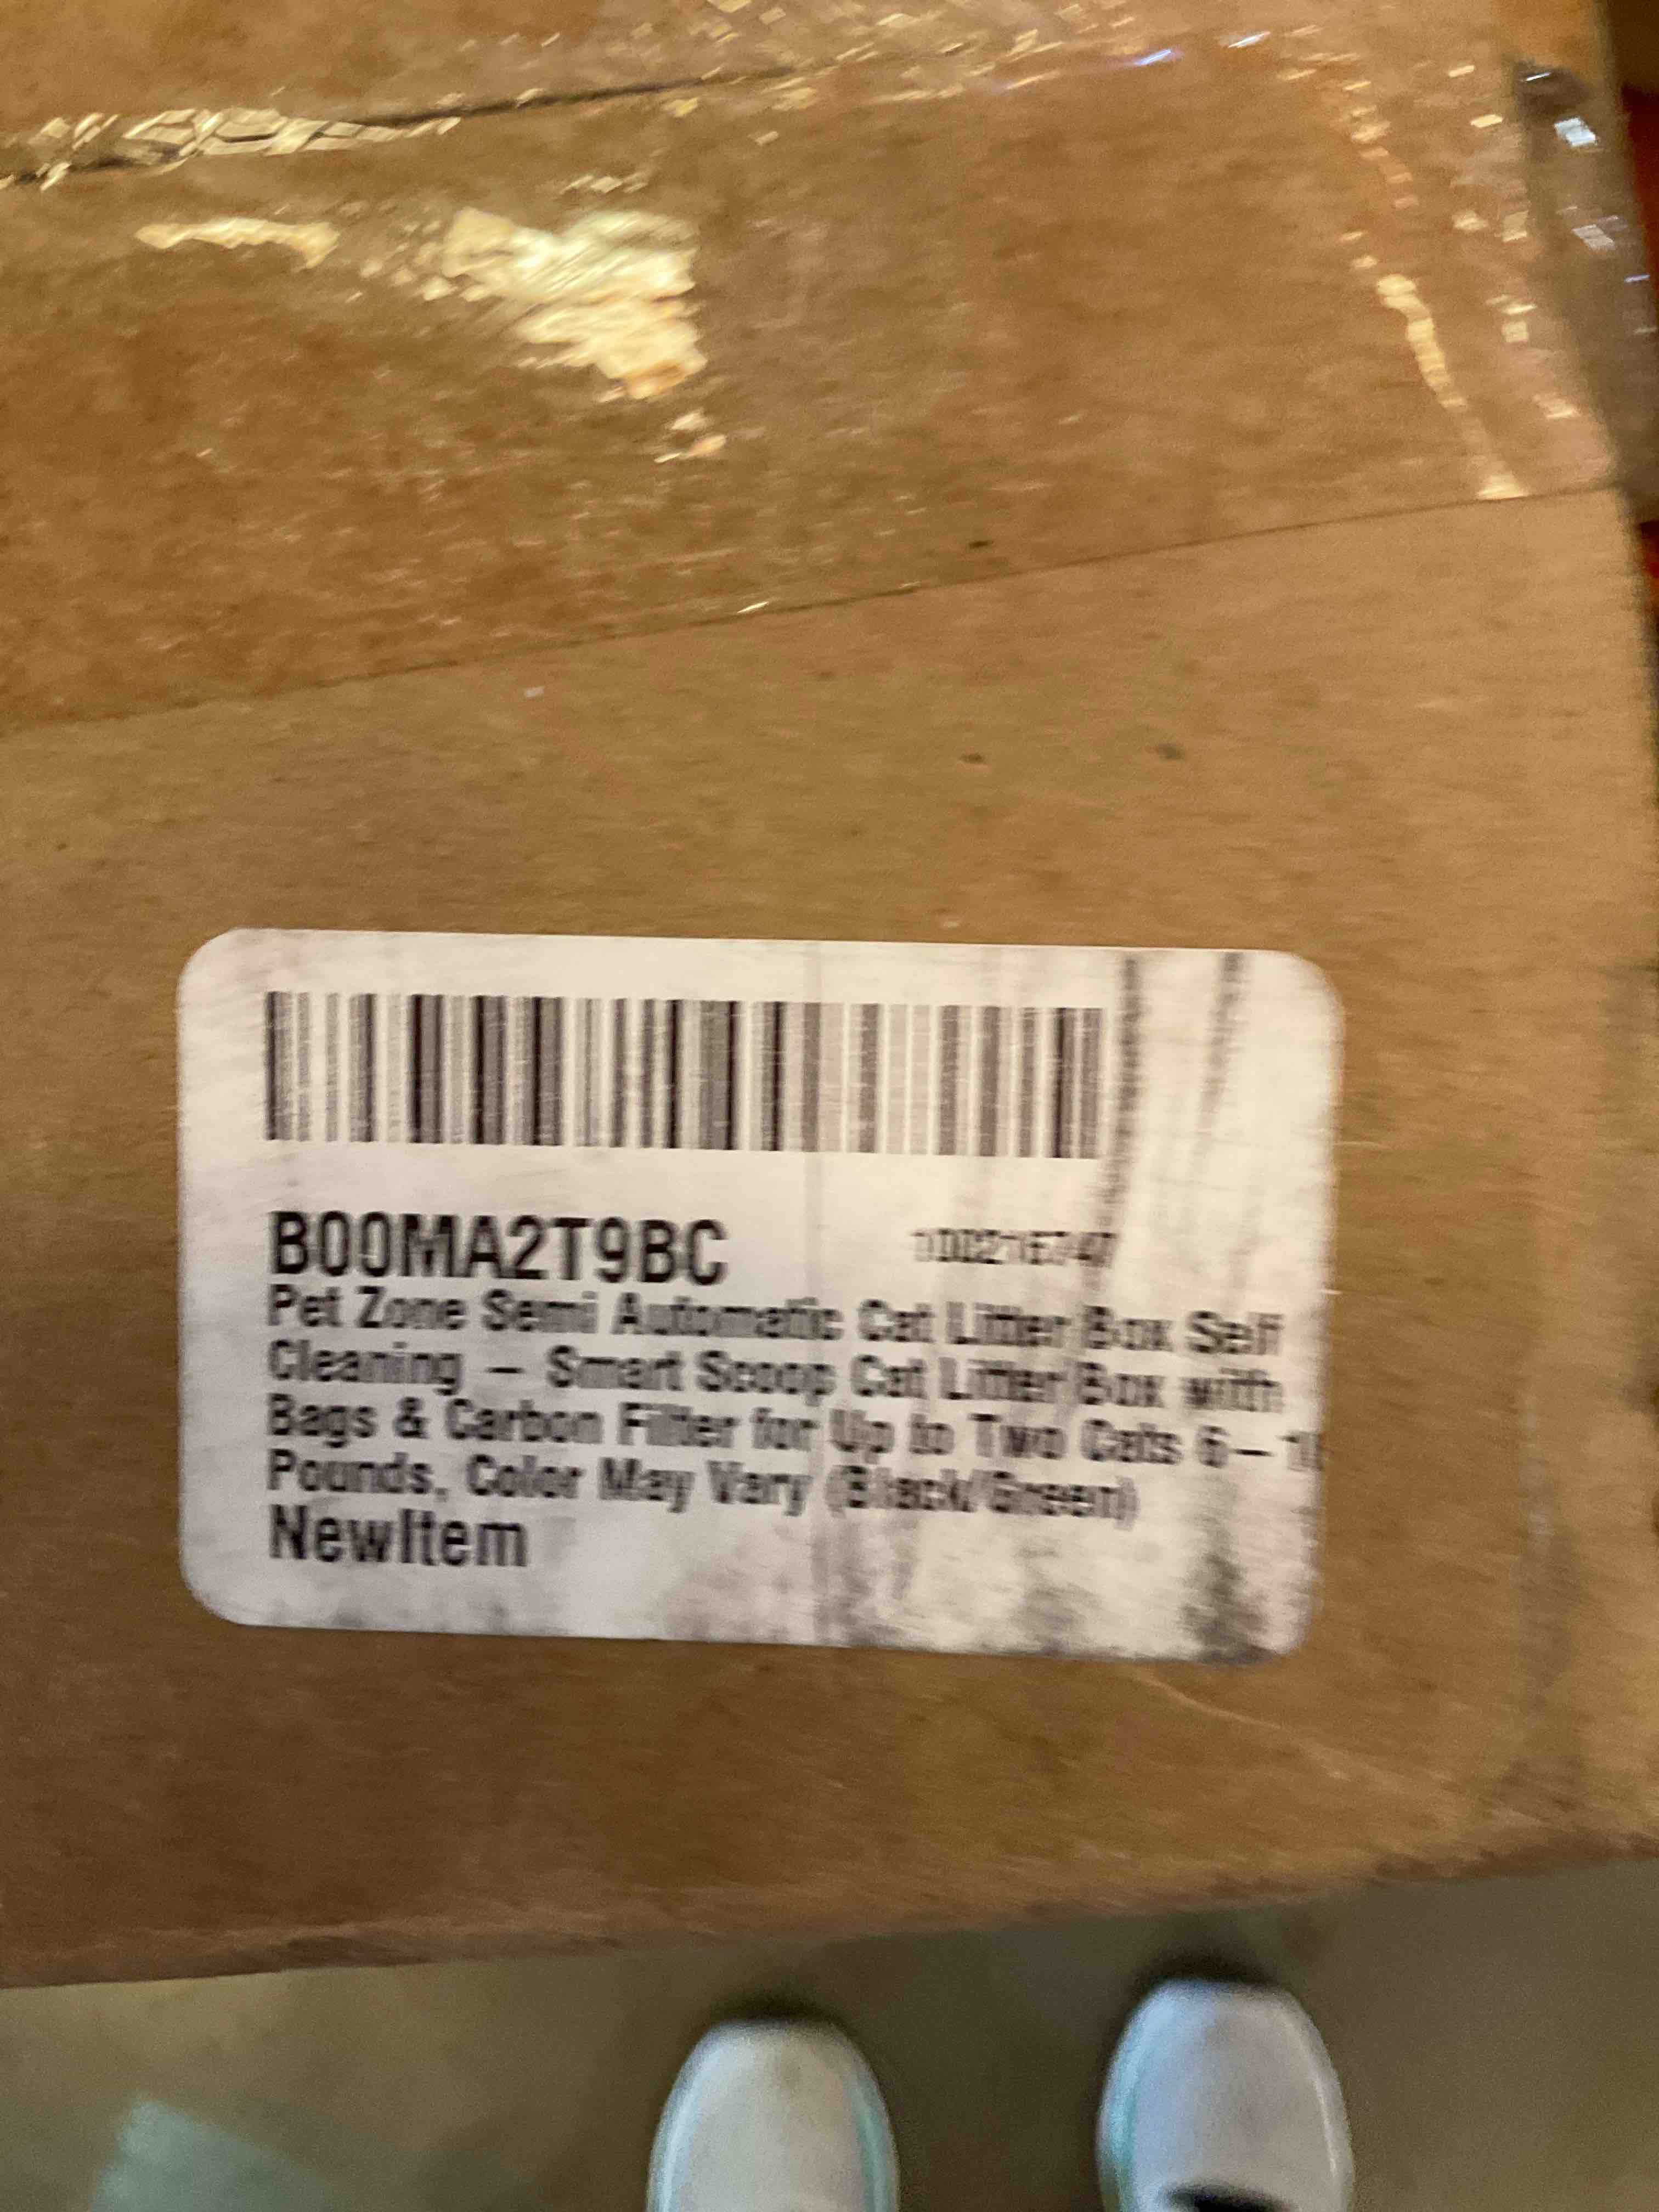 B00MA2T9BC
Pet Zone Semi Automatic Cat Litter Box Self
Cleaning – Smart Scoop Cat Litter Box with
Bags & Carbon Filter for Up to Two Cats 6–
Pounds, Color May Vary (Black/Green)
NewItem